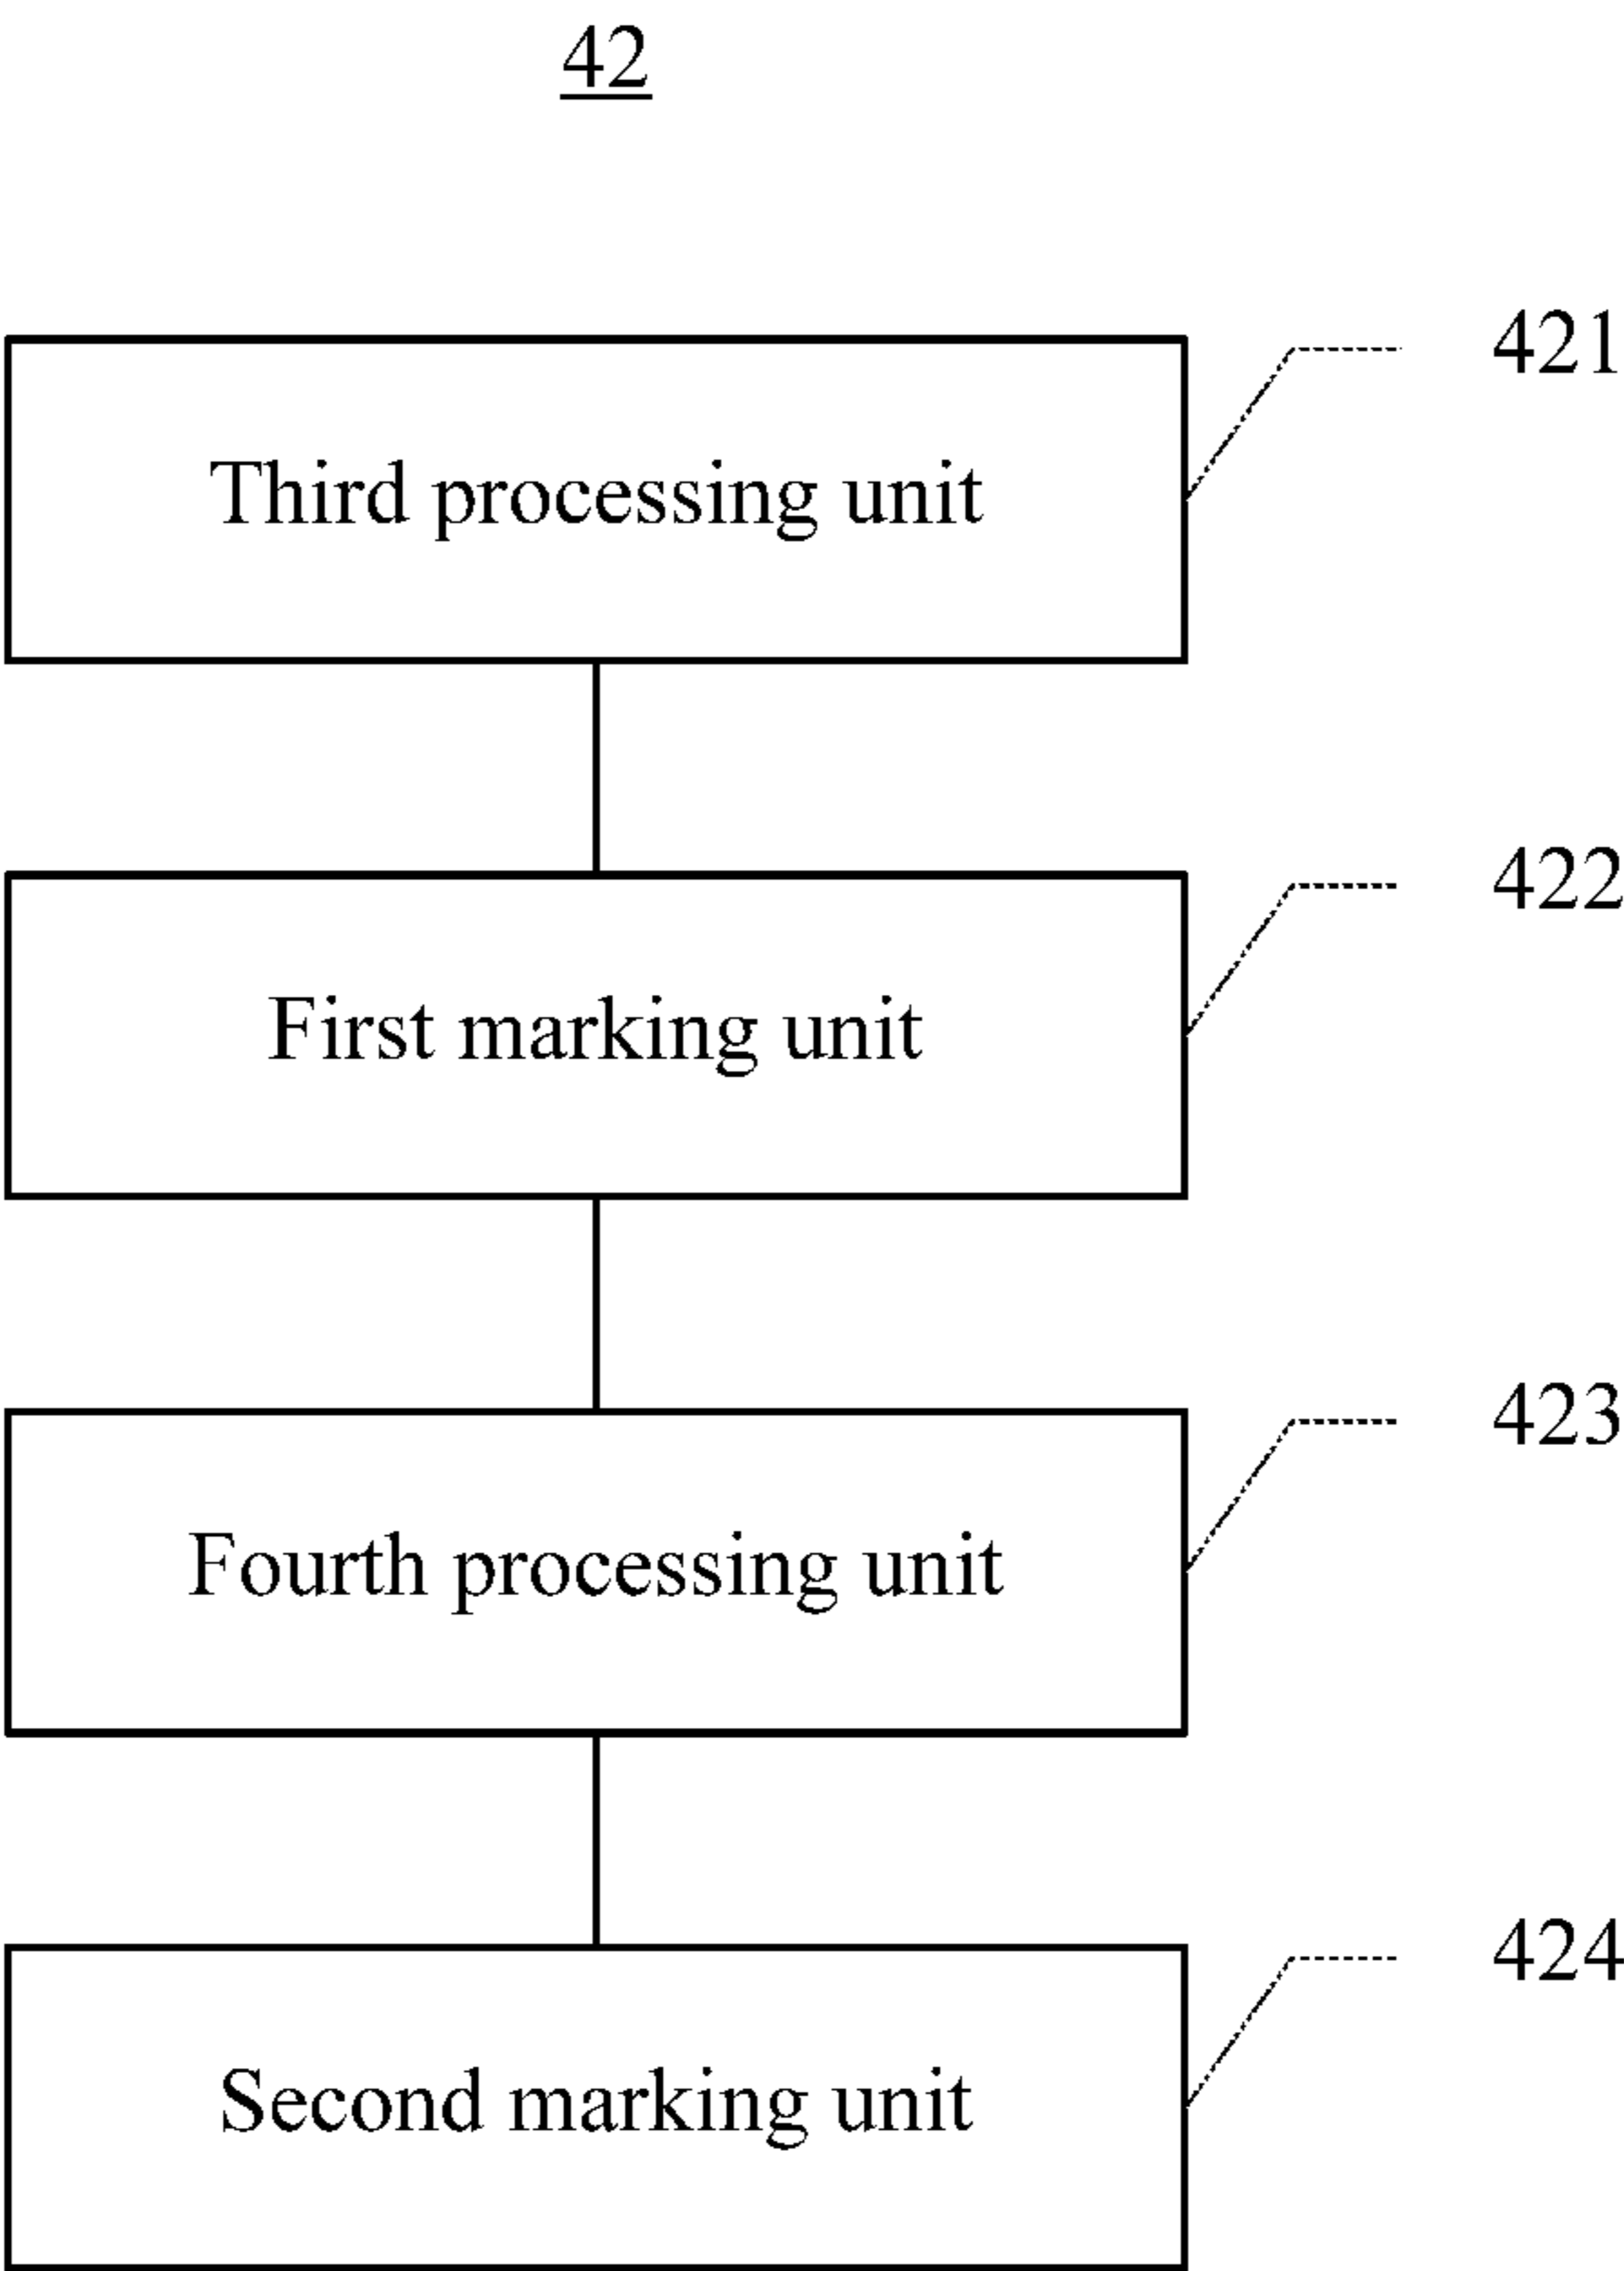 42
421
Third processing unit
422
First marking unit
423
Fourth processing unit
424
Second marking unit